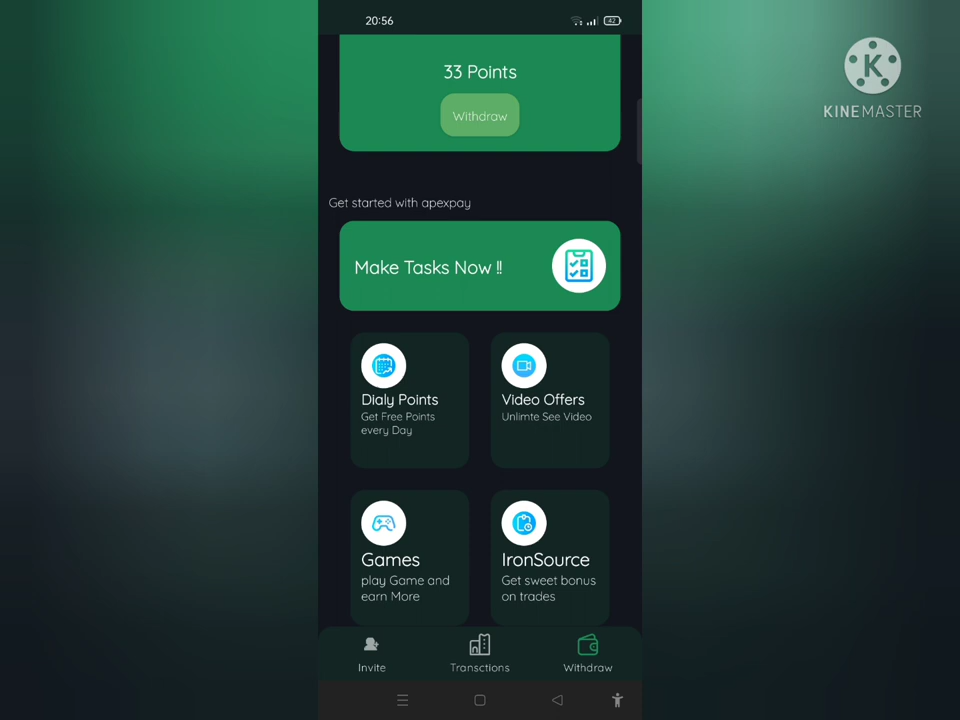 20:56
42
33 Points
Withdraw
KINEMASTER
Get started with apexpay
Make Tasks Now !!
Dialy Points
Get Free Points
every Day
Video Offers
Unlimte See Video
Games
play Game and
earn More
IronSource
Get sweet bonus
on trades
Invite
Transctions
Withdraw